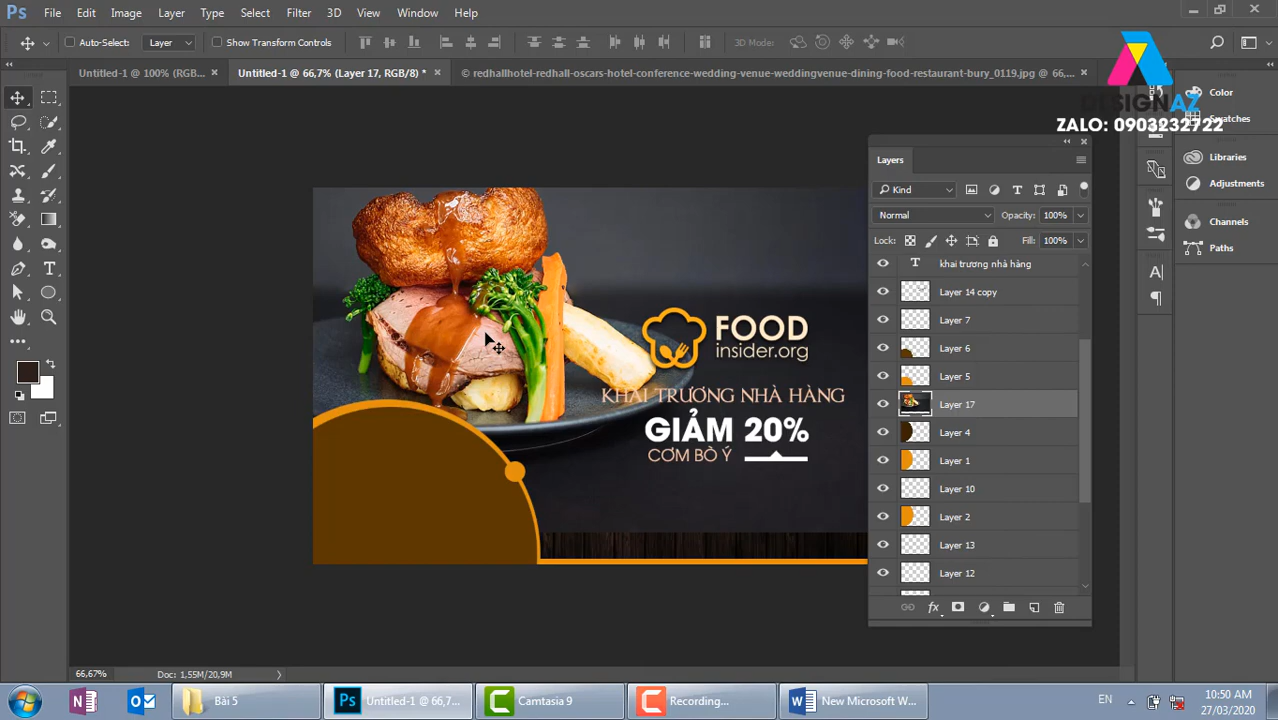 Ps File Edit Image Layer Type Select Filter 3D View Window Help
Auto-Select: Layer Show Transform Controls 3D Mode:
Untitled-1 @ 100% (RGB... × Untitled-1 @ 66,7% (Layer 17, RGB/8) * × © redhallhotel-redhall-oscars-hotel-conference-wedding-venue-weddingvenue-dining-food-restaurant-bury_0119.jpg @ 66,... ×
DESIGNAZ
ZALO: 0903232722
Color
Swatches
Libraries
Adjustments
Channels
Paths
Layers
Kind
Normal Opacity: 100%
Lock: Fill: 100%
khai trương nhà hàng
Layer 14 copy
Layer 7
Layer 6
Layer 5
Layer 17
Layer 4
Layer 1
Layer 10
Layer 2
Layer 13
Layer 12
FOOD
insider.org
KHAI TRƯƠNG NHÀ HÀNG
GIẢM 20%
CƠM BÒ Ý
66,67% Doc: 1,55M/20,9M
Bài 5
Untitled-1 @ 66,7...
Camtasia 9
Recording...
New Microsoft W...
EN
10:50 AM
27/03/2020